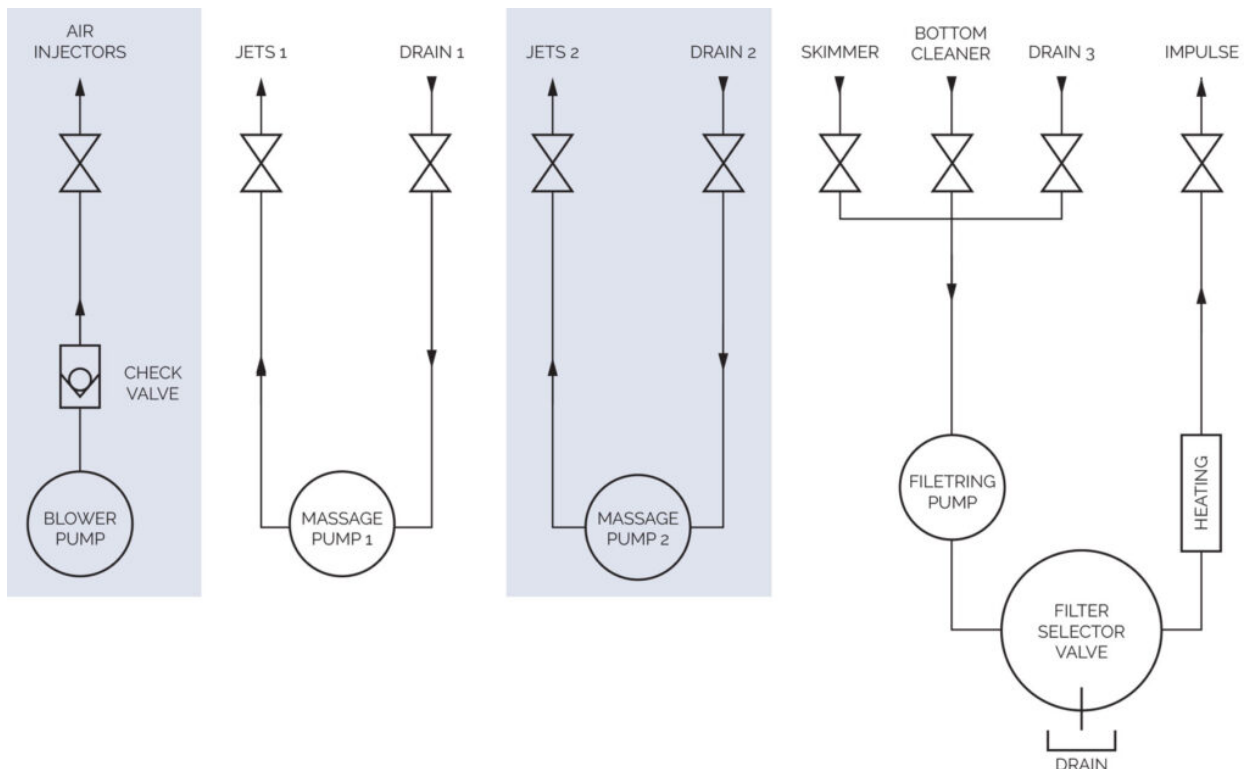 AIR
INJECTORS
JETS 1
DRAIN 1
JETS 2
DRAIN 2
SKIMMER
BOTTOM
CLEANER
DRAIN 3
IMPULSE
CHECK
VALVE
BLOWER
PUMP
MASSAGE
PUMP 1
MASSAGE
PUMP 2
FILETRING
PUMP
HEATING
FILTER
SELECTOR
VALVE
DRAIN